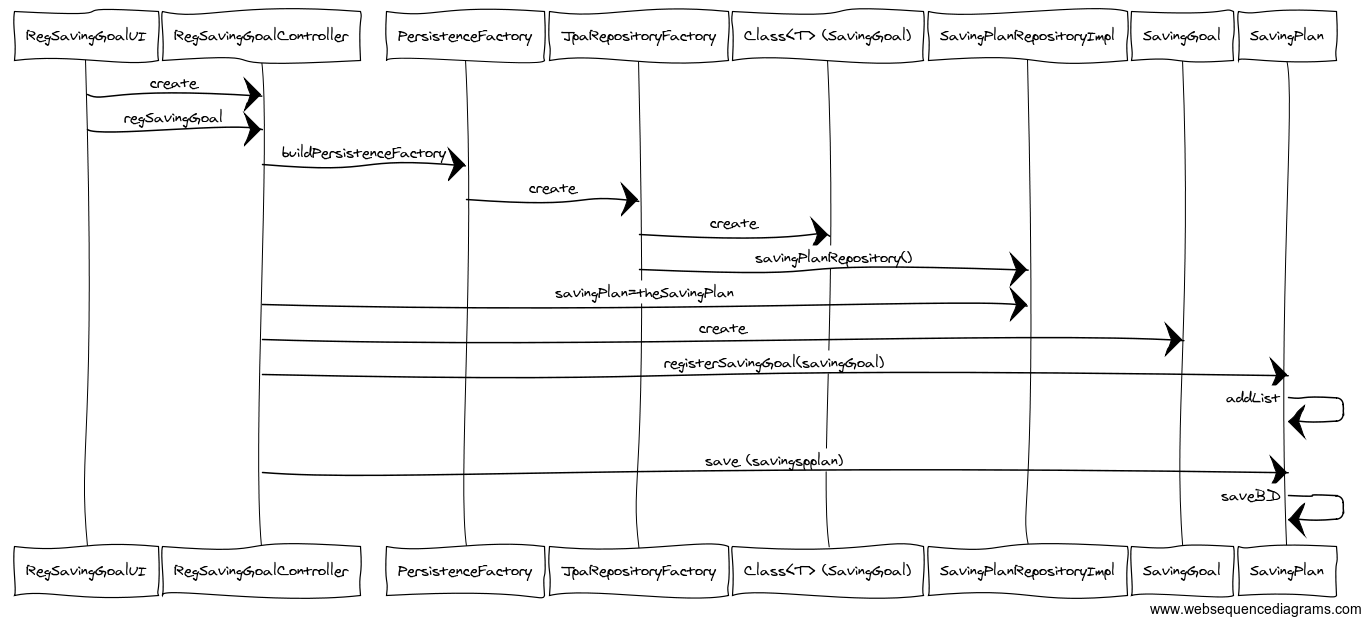 RegSavingGoalUI RegSavingGoalController PersistenceFactory JpaRepositoryFactory Class<T> (SavingGoal) SavingPlanRepositoryImpl SavingGoal SavingPlan
create
regSavingGoal
buildPersistenceFactory
create
create
savingPlanRepository()
savingPlan=theSavingPlan
create
registerSavingGoal(savingGoal)
addList
save (savingspplan)
saveBD
RegSavingGoalUI RegSavingGoalController PersistenceFactory JpaRepositoryFactory Class<T> (SavingGoal) SavingPlanRepositoryImpl SavingGoal SavingPlan
www.websequencediagrams.com